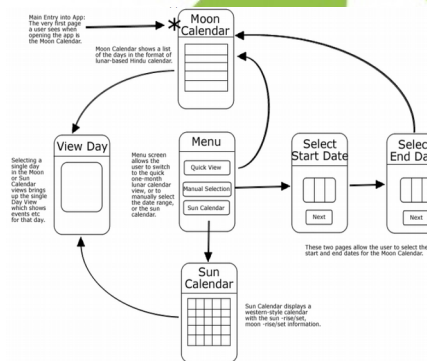 Main Entry into App:
The very first page
a user sees when
opening the app is
the Moon Calendar.
*
Moon
Calendar
Moon Calendar shows a list
of the days in the format of
lunar-based Hindu calendar.
View Day
Selecting a
single day
in the Moon
or Sun
Calendar
views brings
up the single
Day View
which shows
events etc
for that day.
Menu
Quick View
Manual Selection
Sun Calendar
Menu screen
allows the
user to switch
to the quick
one-month
lunar calendar
view, or to
manually select
the date range,
or the sun
calendar.
Select
Start Date
Next
Selec
End Da
Next
These two pages allow the user to select the
start and end dates for the Moon Calendar.
Sun
Calendar
Sun Calendar displays a
western-style calendar
with the sun -rise/set,
moon -rise/set information.